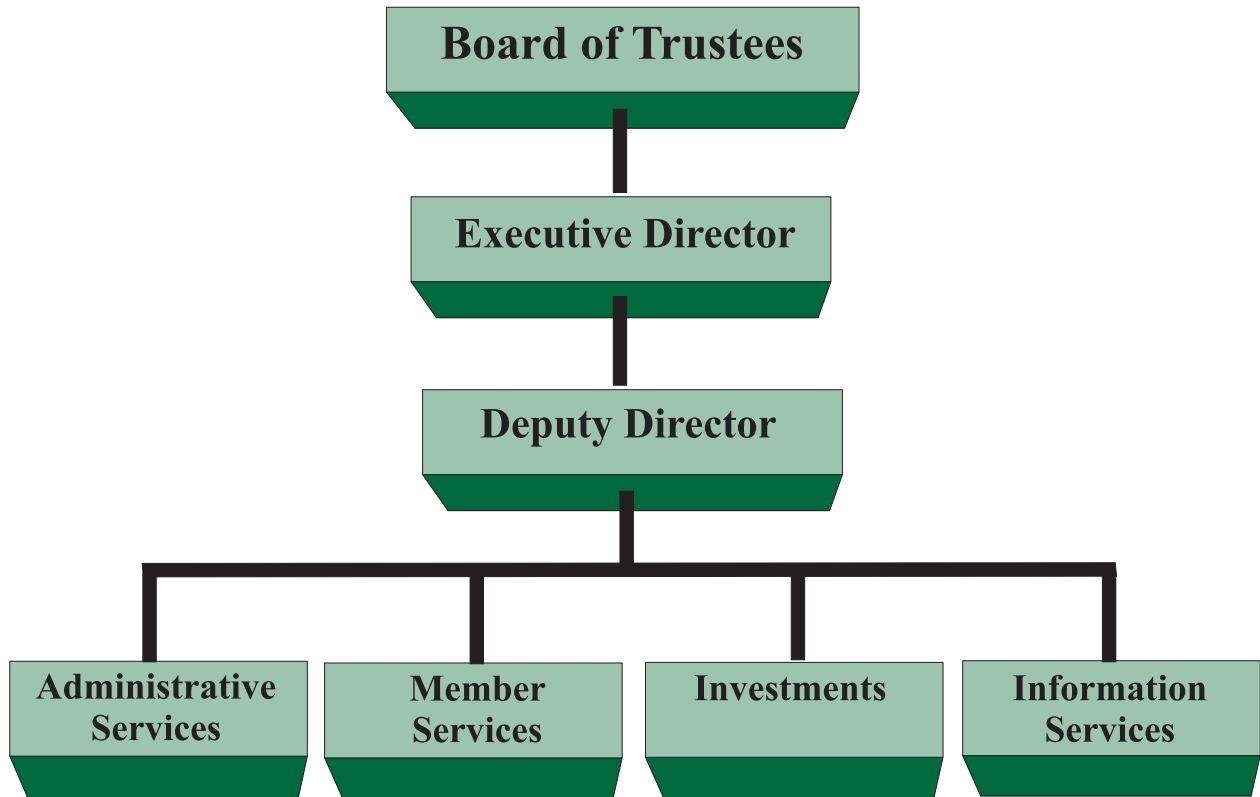 Board of Trustees
Executive Director
Deputy Director
Administrative
Services
Member
Services
Investments
Information
Services